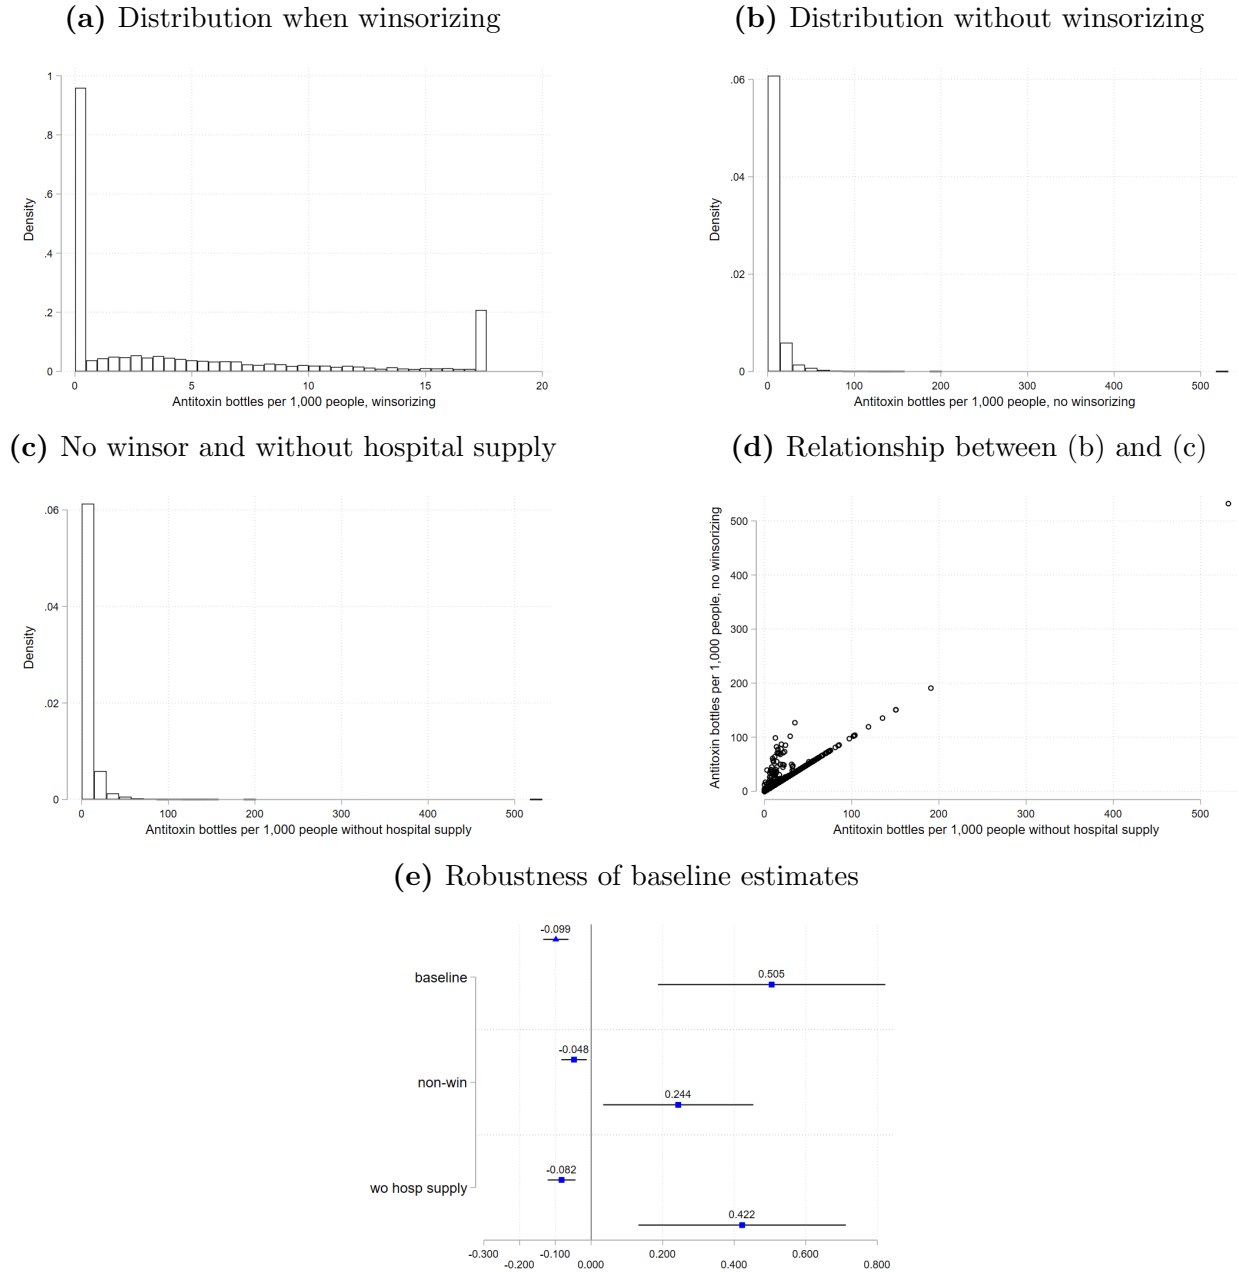 (a) Distribution when winsorizing
1
.8
.6
.4
.2
0
Density
0 5 10 15 20
Antitoxin bottles per 1,000 people, winsorizing
(b) Distribution without winsorizing
.06
.04
.02
0
Density
0 100 200 300 400 500
Antitoxin bottles per 1,000 people, no winsorizing
(c) No winsor and without hospital supply
.06
.04
.02
0
Density
0 100 200 300 400 500
Antitoxin bottles per 1,000 people without hospital supply
(d) Relationship between (b) and (c)
500
400
300
200
100
0
Antitoxin bottles per 1,000 people, no winsorizing
0 100 200 300 400 500
Antitoxin bottles per 1,000 people without hospital supply
(e) Robustness of baseline estimates
-0.099
baseline
0.505
-0.048
non-win
0.244
-0.082
wo hosp supply
0.422
-0.300 -0.100 0.200 0.600
-0.200 0.000 0.400 0.800